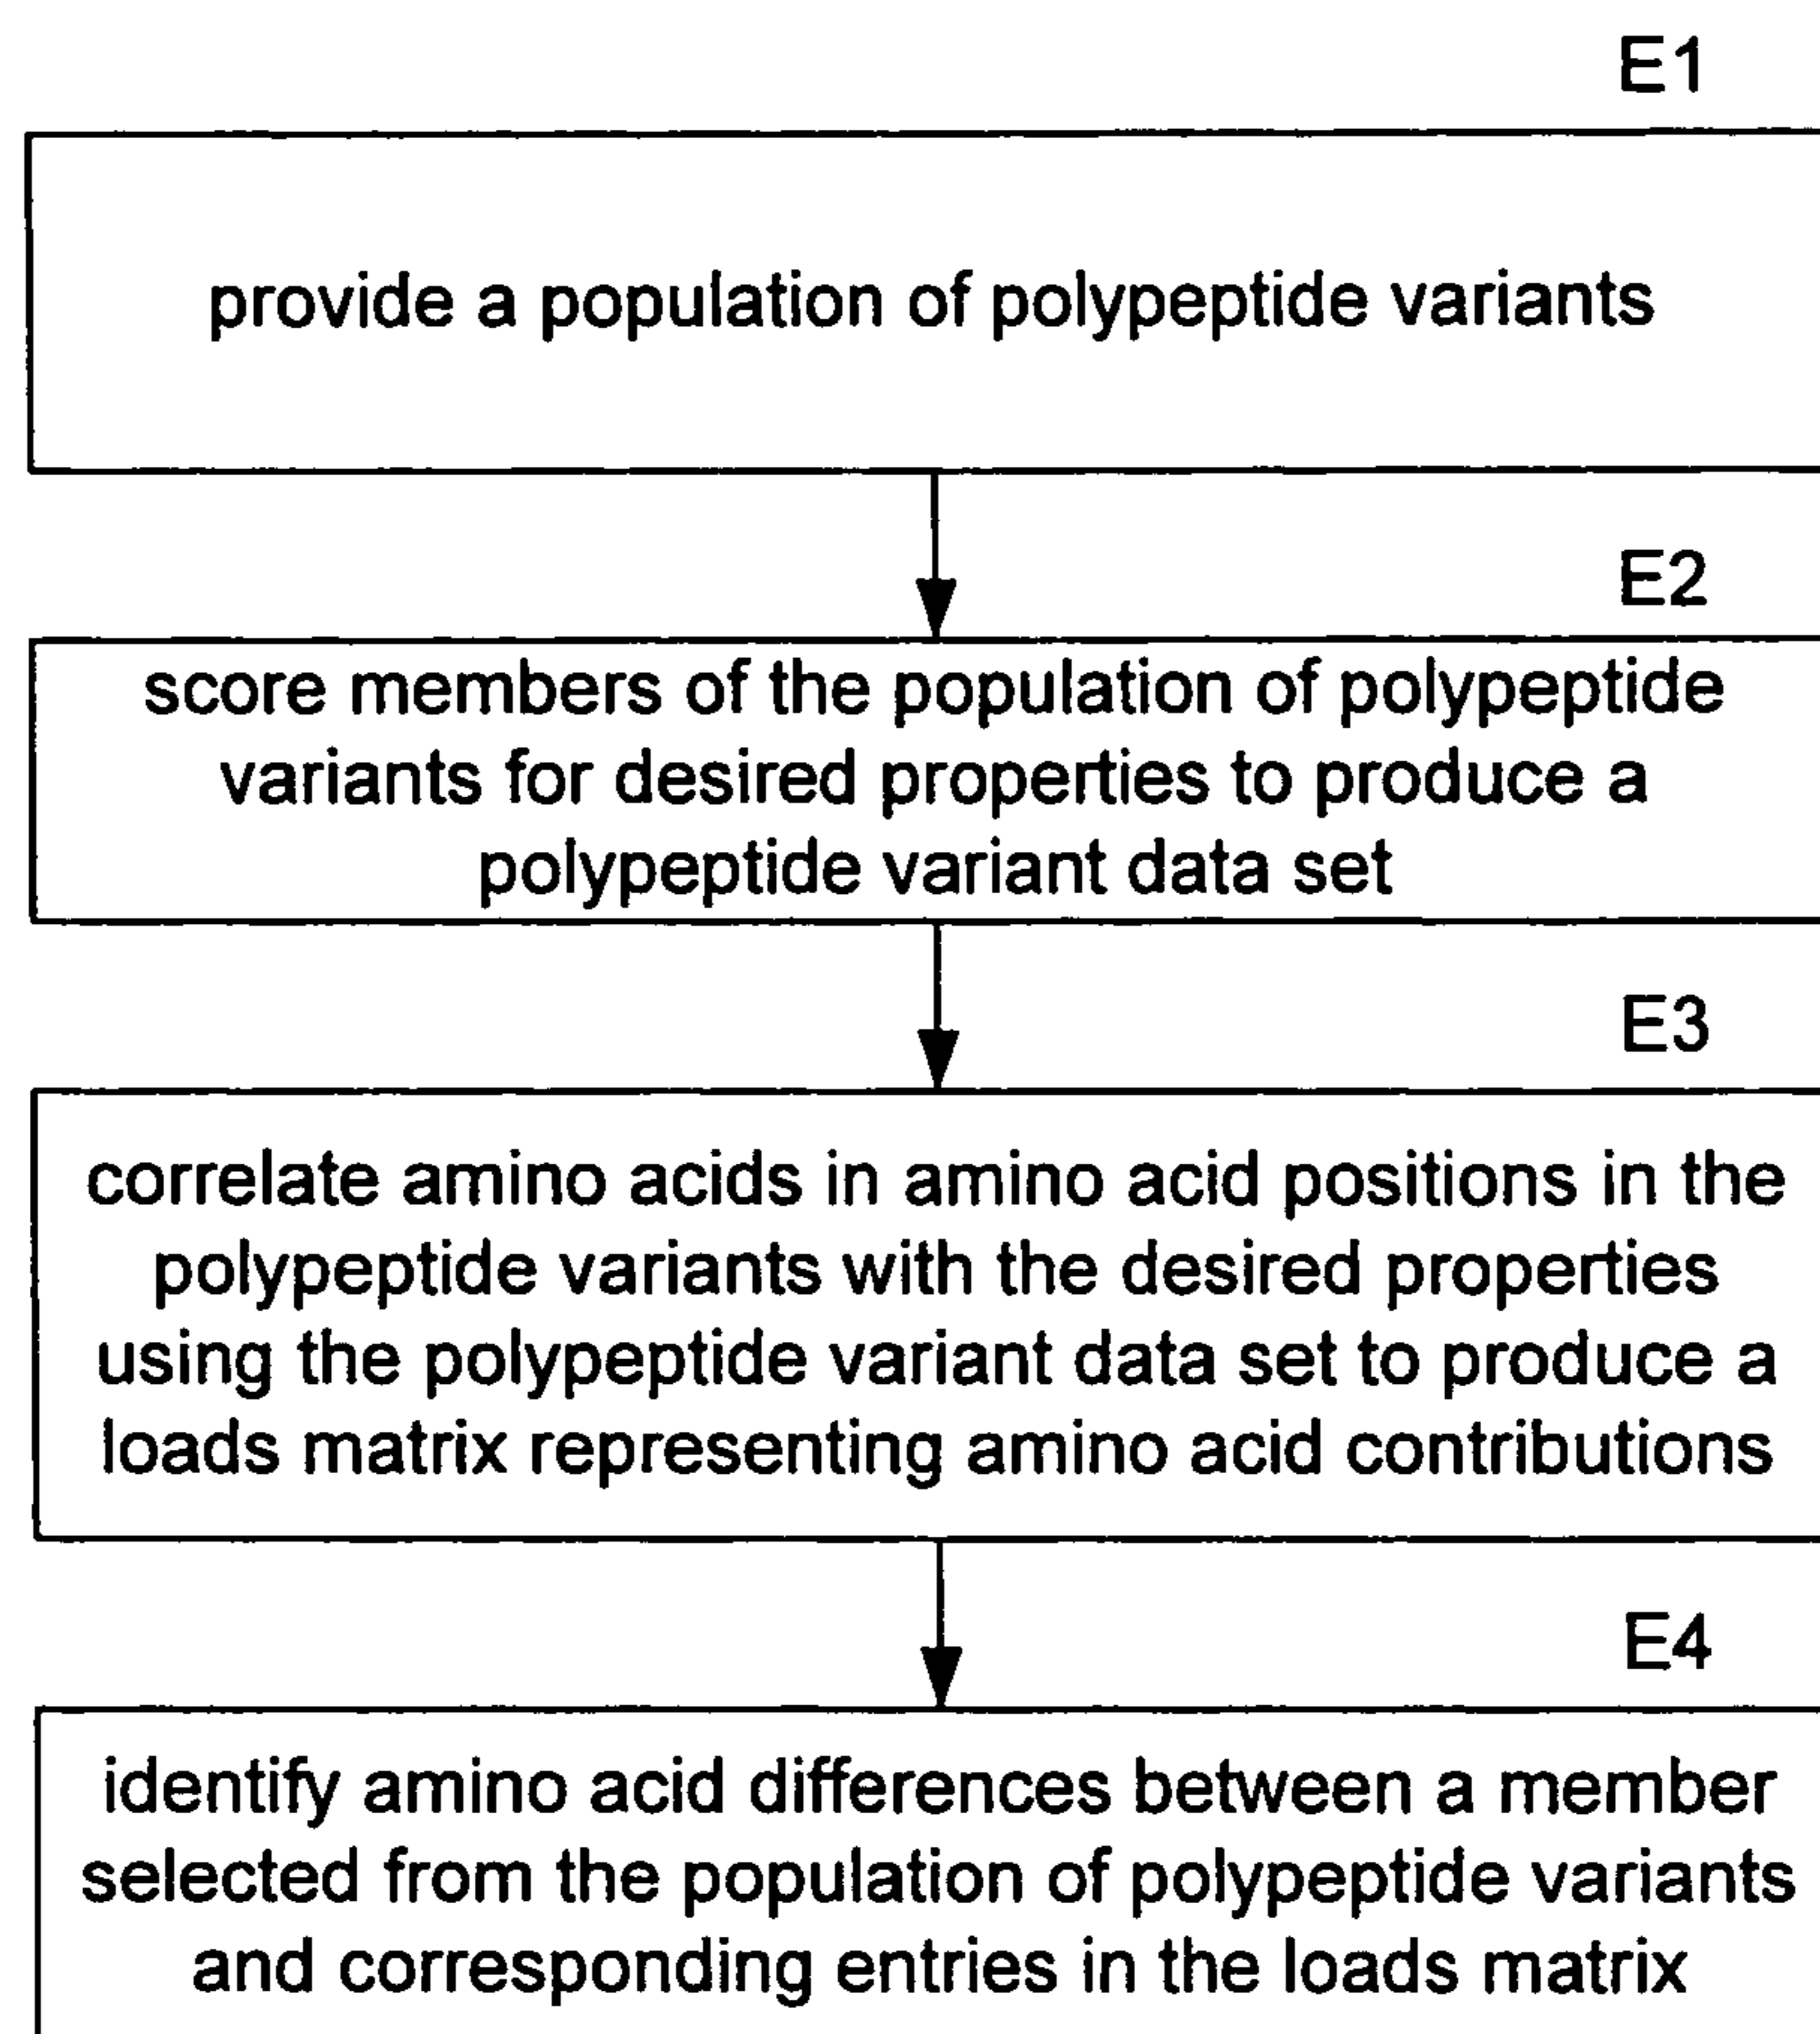 E1
provide a population of polypeptide variants
E2
score members of the population of polypeptide
variants for desired properties to produce a
polypeptide variant data set
E3
correlate amino acids in amino acid positions in the
polypeptide variants with the desired properties
using the polypeptide variant data set to produce a
loads matrix representing amino acid contributions
E4
identify amino acid differences between a member
selected from the population of polypeptide variants
and corresponding entries in the loads matrix